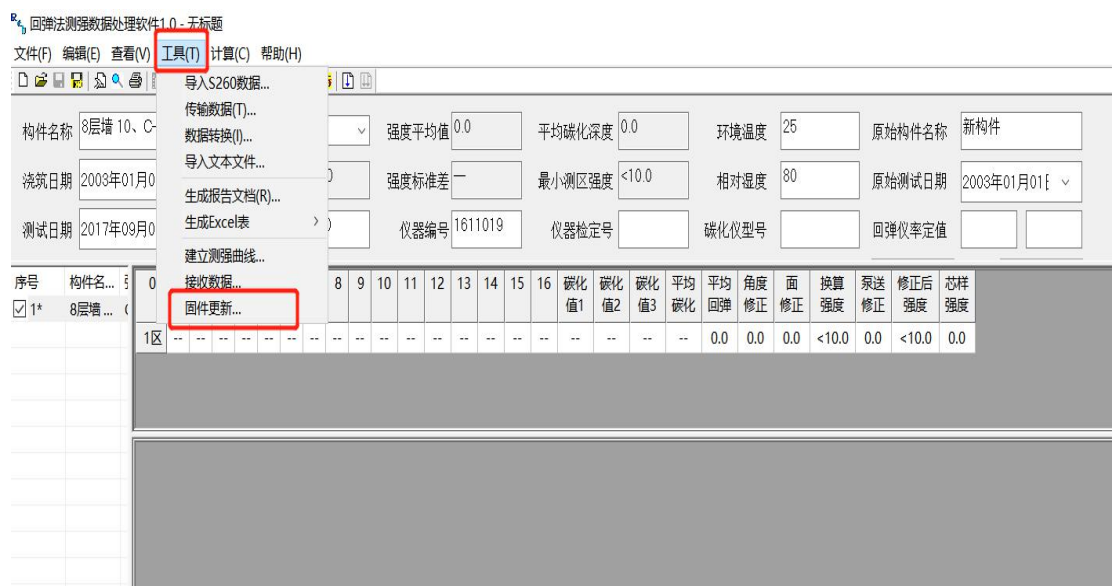 回弹法测强数据处理软件1.0 - 无标题
文件(F) 编辑(E) 查看(V) 工具(T) 计算(C) 帮助(H)
导入S260数据...
传输数据(T)...
数据转换(I)...
导入文本文件...
生成报告文档(R)...
生成Excel表 >
建立测强曲线...
接收数据...
固件更新...
构件名称 8层墙 10、C- 强度平均值 0.0 平均碳化深度 0.0 环境温度 25 原始构件名称 新构件
浇筑日期 2003年01月0 强度标准差 — 最小测区强度 <10.0 相对湿度 80 原始测试日期 2003年01月01日
测试日期 2017年09月0 仪器编号 1611019 仪器检定号 碳化仪型号 回弹仪率定值
序号 构件名... 0 8 9 10 11 12 13 14 15 16 碳化值1 碳化值2 碳化值3 平均碳化 平均回弹 角度修正 面修正 换算强度 泵送修正 修正后强度 芯样强度
1* 8层墙 ...
1区 -- -- -- -- -- -- -- -- -- -- -- -- -- -- -- -- -- -- -- -- 0.0 0.0 0.0 <10.0 0.0 <10.0 0.0